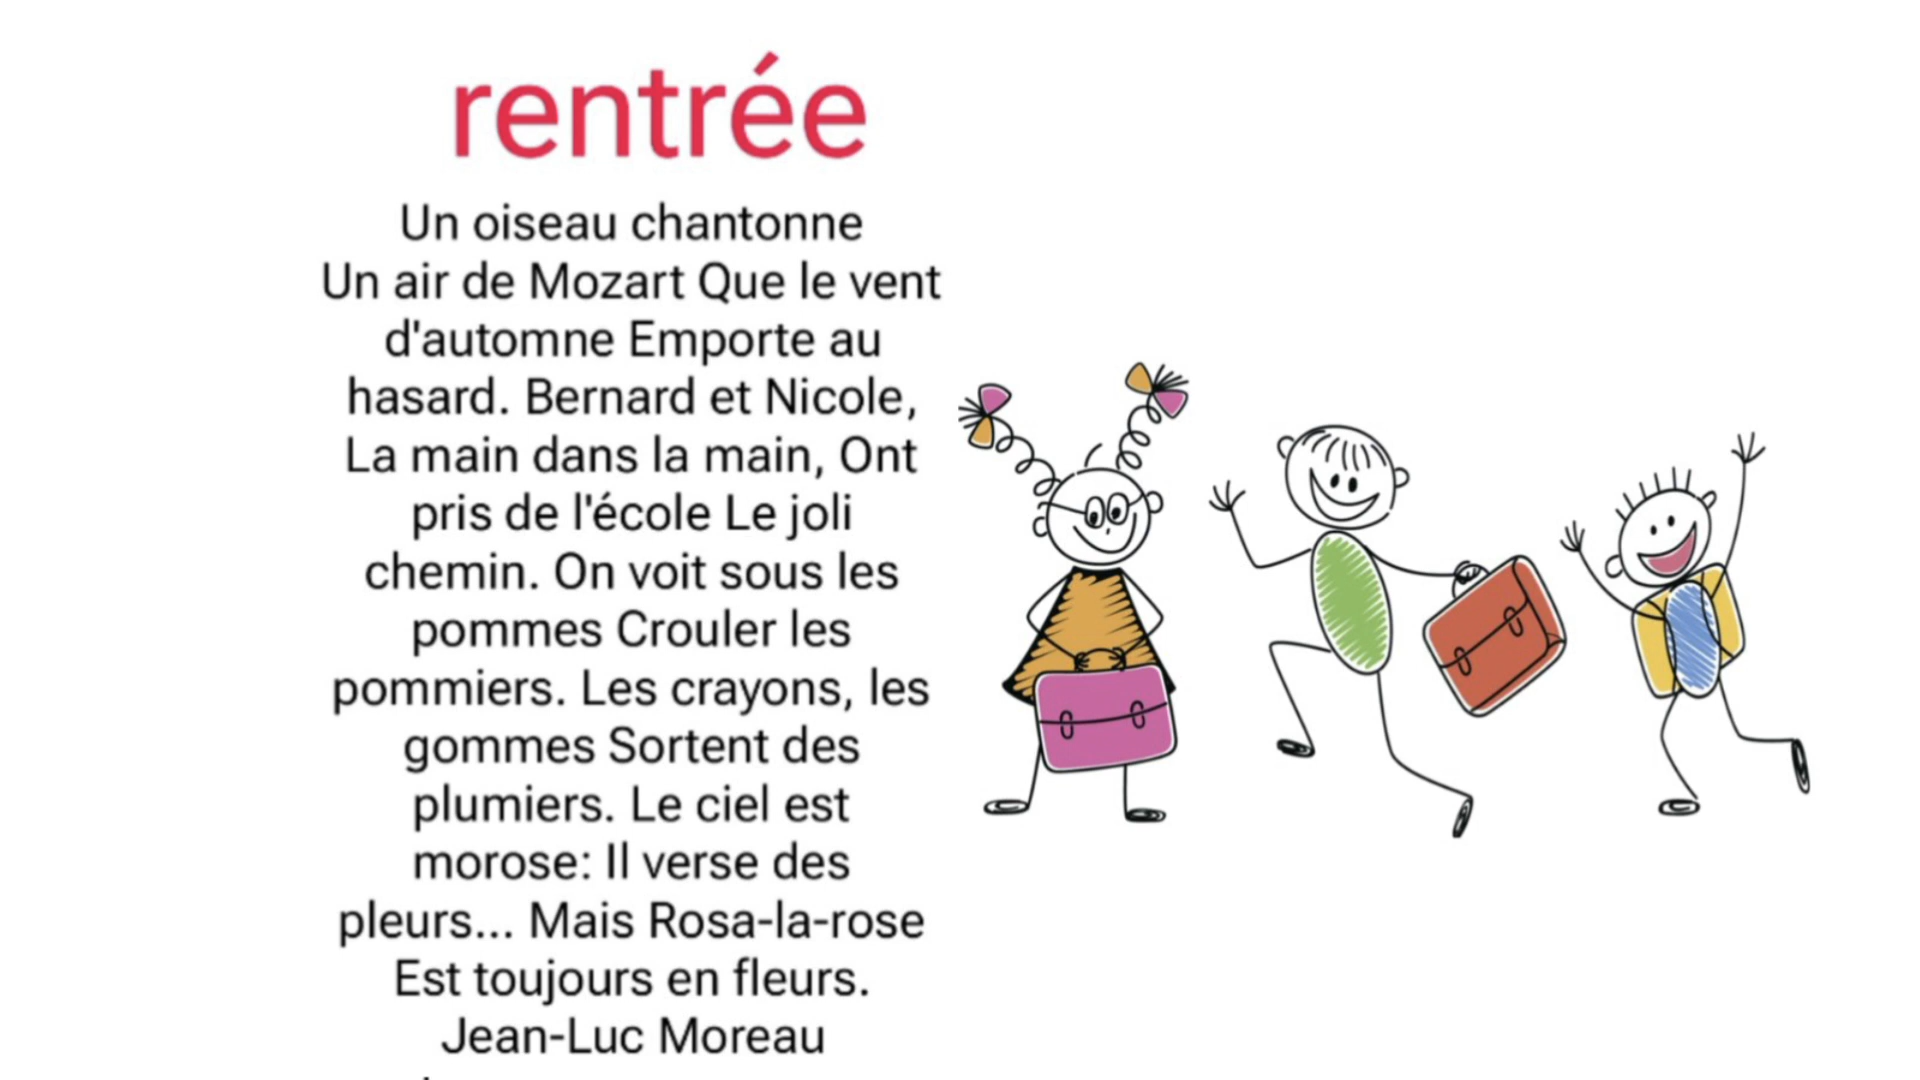 rentrée
Un oiseau chantonne
Un air de Mozart Que le vent
d'automne Emporte au
hasard. Bernard et Nicole,
La main dans la main, Ont
pris de l'école Le joli
chemin. On voit sous les
pommes Crouler les
pommiers. Les crayons, les
gommes Sortent des
plumiers. Le ciel est
morose: Il verse des
pleurs... Mais Rosa-la-rose
Est toujours en fleurs.
Jean-Luc Moreau